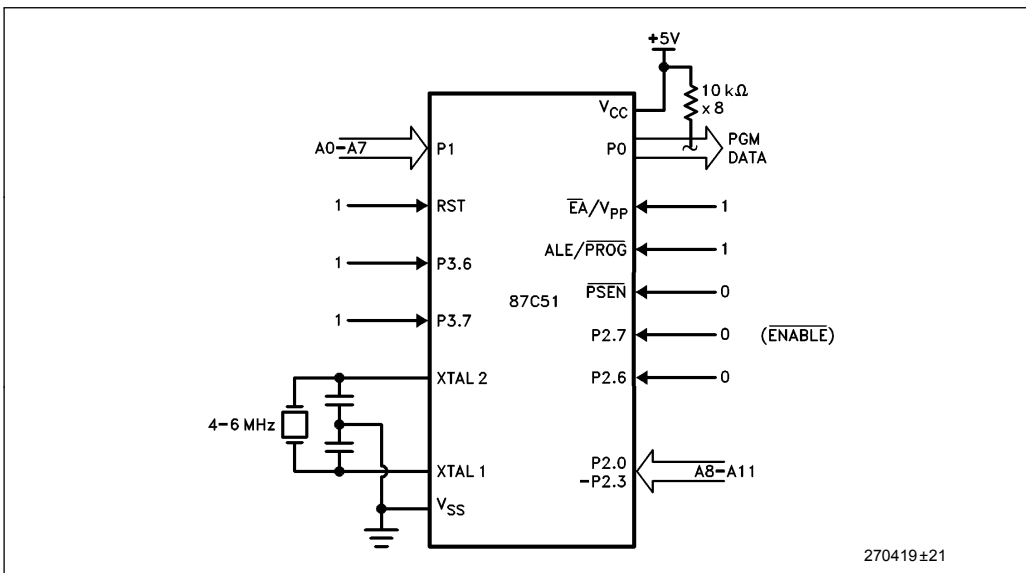 +5V
10 kΩ
x 8
VCC
A0-A7
P1
P0
PGM
DATA
1
RST
EA/VPP
1
ALE/PROG
1
1
P3.6
PSEN
0
87C51
1
P3.7
P2.7
0
(ENABLE)
XTAL 2
P2.6
0
4-6 MHz
XTAL 1
P2.0
-P2.3
A8-A11
VSS
270419±21